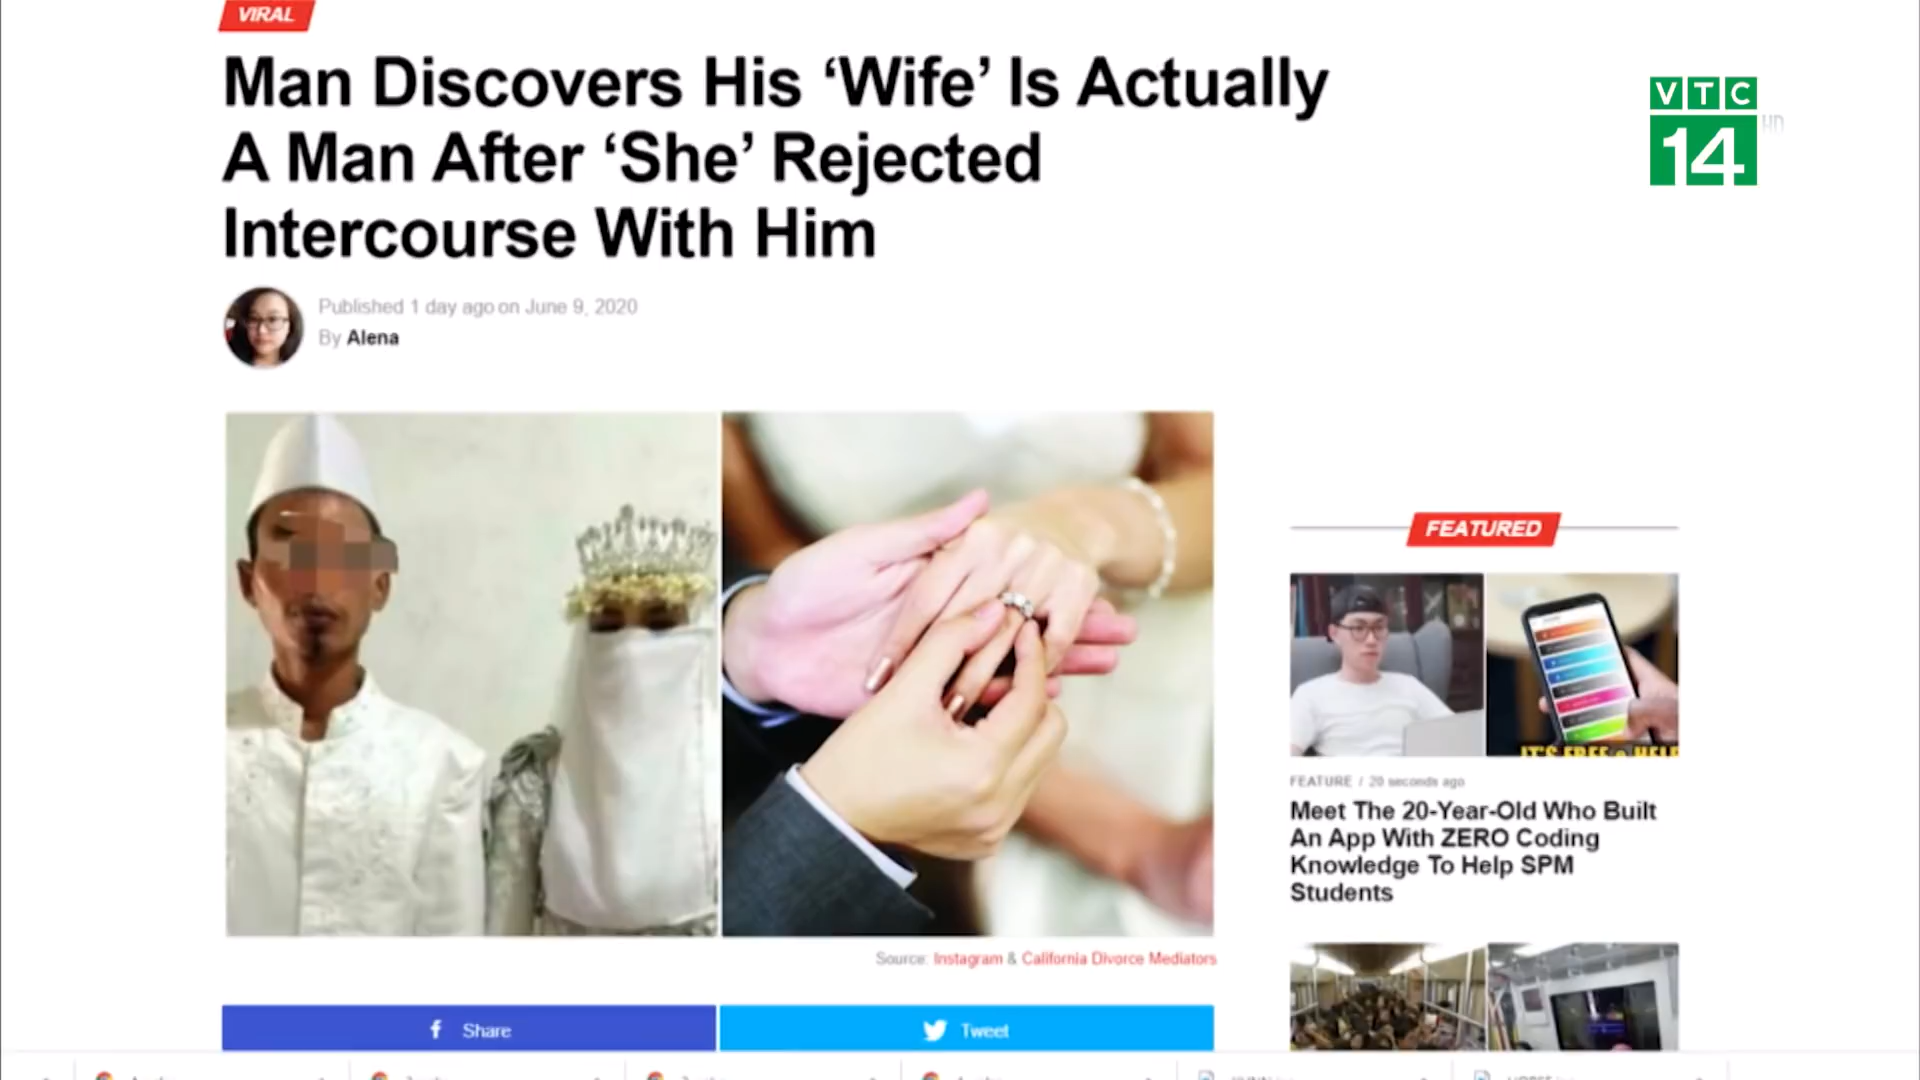 VIRAL
Man Discovers His ‘Wife’ Is Actually
A Man After ‘She’ Rejected
Intercourse With Him
Published 1 day ago on June 9, 2020
By Alena
VTC
14
HD
FEATURED
IT'S FREE
FEATURE / 20 seconds ago
Meet The 20-Year-Old Who Built
An App With ZERO Coding
Knowledge To Help SPM
Students
Source: Instagram & California Divorce Mediators
Share
Tweet